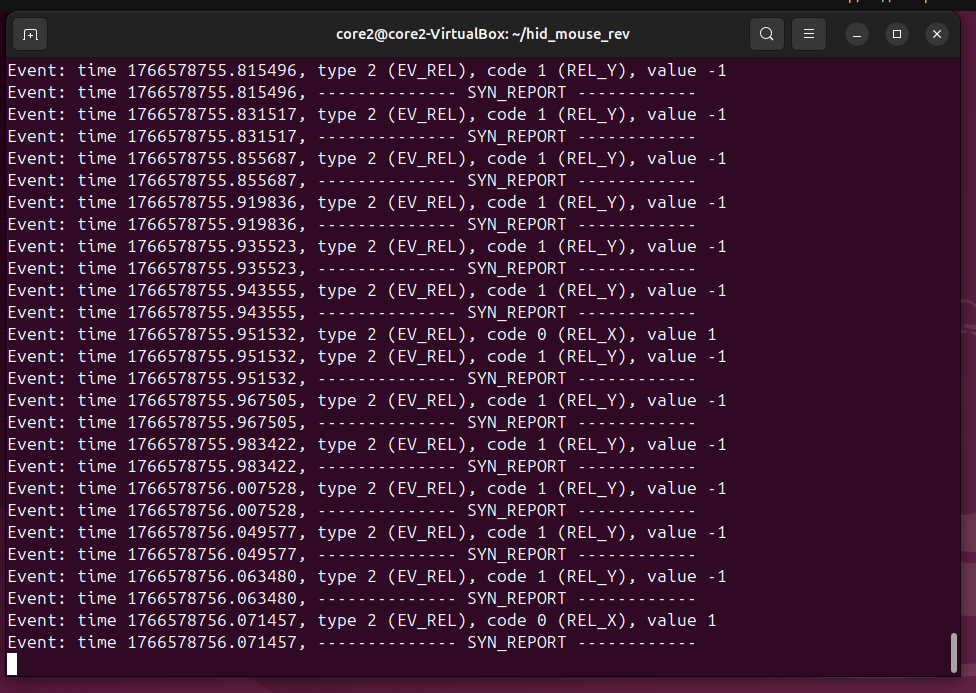 core2@core2-VirtualBox: ~/hid_mouse_rev
Event: time 1766578755.815496, type 2 (EV_REL), code 1 (REL_Y), value -1
Event: time 1766578755.815496, -------------- SYN_REPORT ------------
Event: time 1766578755.831517, type 2 (EV_REL), code 1 (REL_Y), value -1
Event: time 1766578755.831517, -------------- SYN_REPORT ------------
Event: time 1766578755.855687, type 2 (EV_REL), code 1 (REL_Y), value -1
Event: time 1766578755.855687, -------------- SYN_REPORT ------------
Event: time 1766578755.919836, type 2 (EV_REL), code 1 (REL_Y), value -1
Event: time 1766578755.919836, -------------- SYN_REPORT ------------
Event: time 1766578755.935523, type 2 (EV_REL), code 1 (REL_Y), value -1
Event: time 1766578755.935523, -------------- SYN_REPORT ------------
Event: time 1766578755.943555, type 2 (EV_REL), code 1 (REL_Y), value -1
Event: time 1766578755.943555, -------------- SYN_REPORT ------------
Event: time 1766578755.951532, type 2 (EV_REL), code 0 (REL_X), value 1
Event: time 1766578755.951532, type 2 (EV_REL), code 1 (REL_Y), value -1
Event: time 1766578755.951532, -------------- SYN_REPORT ------------
Event: time 1766578755.967505, type 2 (EV_REL), code 1 (REL_Y), value -1
Event: time 1766578755.967505, -------------- SYN_REPORT ------------
Event: time 1766578755.983422, type 2 (EV_REL), code 1 (REL_Y), value -1
Event: time 1766578755.983422, -------------- SYN_REPORT ------------
Event: time 1766578756.007528, type 2 (EV_REL), code 1 (REL_Y), value -1
Event: time 1766578756.007528, -------------- SYN_REPORT ------------
Event: time 1766578756.049577, type 2 (EV_REL), code 1 (REL_Y), value -1
Event: time 1766578756.049577, -------------- SYN_REPORT ------------
Event: time 1766578756.063480, type 2 (EV_REL), code 1 (REL_Y), value -1
Event: time 1766578756.063480, -------------- SYN_REPORT ------------
Event: time 1766578756.071457, type 2 (EV_REL), code 0 (REL_X), value 1
Event: time 1766578756.071457, -------------- SYN_REPORT ------------